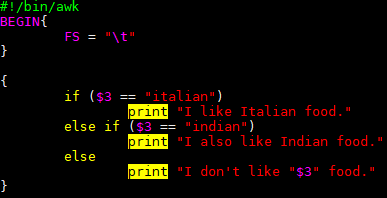 #!/bin/awk
BEGIN{
        FS = "\t"
}

{
        if ($3 == "italian")
                print "I like Italian food."
        else if ($3 == "indian")
                print "I also like Indian food."
        else
                print "I don't like "$3" food."
}